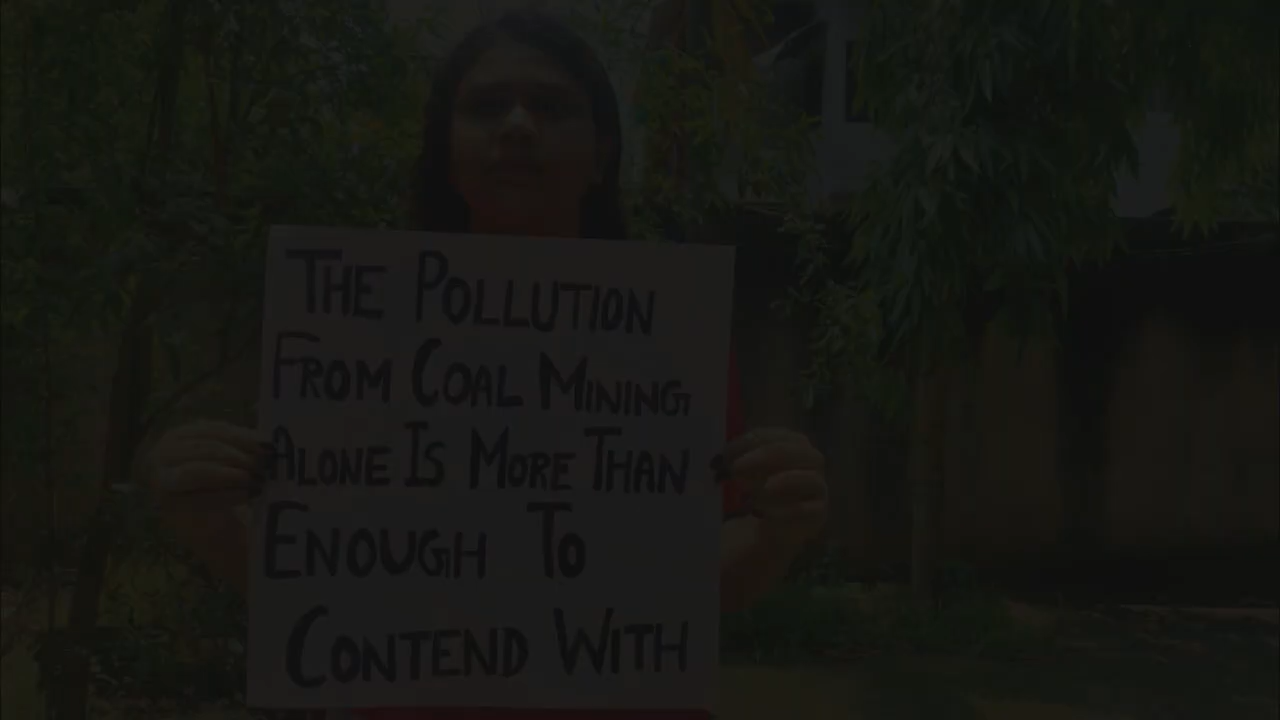 THE POLLUTION
FROM COAL MINING
ALONE IS MORE THAN
ENOUGH TO
CONTEND WITH